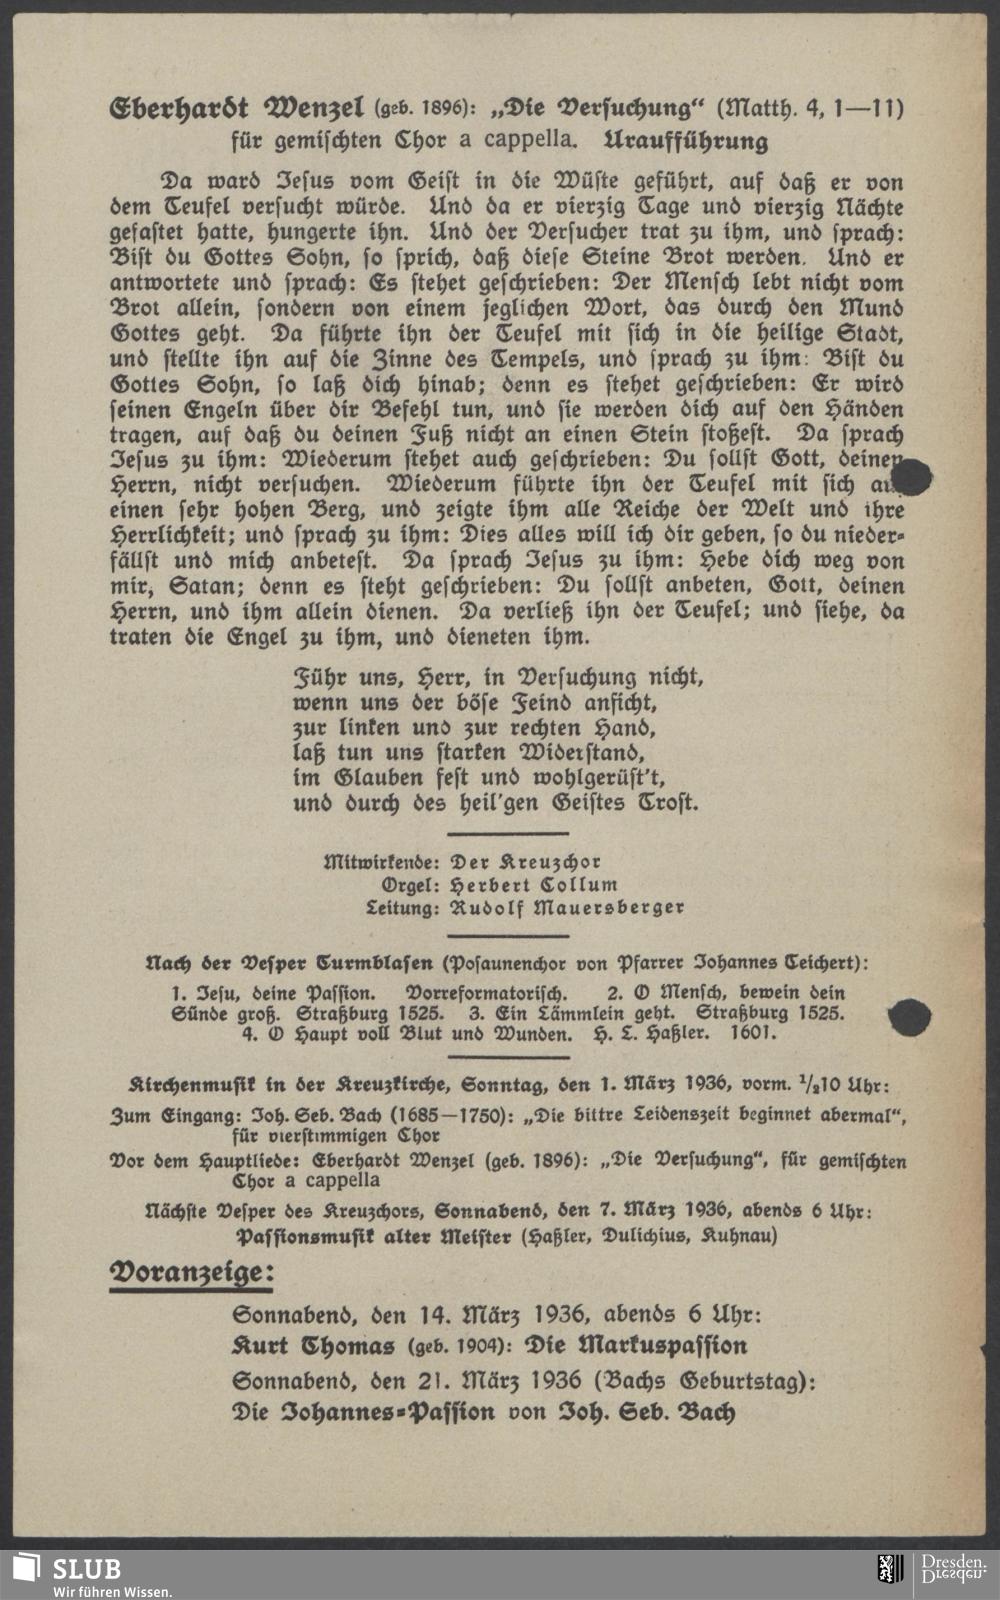 Eberhardt Wenzel (geb. 1896): „Die Versuchung“ (Matth. 4, 1—11)
für gemischten Chor a cappella. Uraufführung
Da ward Jesus vom Geist in die Wüste geführt, auf daß er von
dem Teufel versucht würde. Und da er vierzig Tage und vierzig Nächte
gefastet hatte, hungerte ihn. Und der Versucher trat zu ihm, und sprach:
Bist du Gottes Sohn, so sprich, daß diese Steine Brot werden. Und er
antwortete und sprach: Es stehet geschrieben: Der Mensch lebt nicht vom
Brot allein, sondern von einem jeglichen Wort, das durch den Mund
Gottes geht. Da führte ihn der Teufel mit sich in die heilige Stadt,
und stellte ihn auf die Zinne des Tempels, und sprach zu ihm: Bist du
Gottes Sohn, so laß dich hinab; denn es stehet geschrieben: Er wird
seinen Engeln über dir Befehl tun, und sie werden dich auf den Händen
tragen, auf daß du deinen Fuß nicht an einen Stein stoßest. Da sprach
Jesus zu ihm: Wiederum stehet auch geschrieben: Du sollst Gott, deinen
Herrn, nicht versuchen. Wiederum führte ihn der Teufel mit sich
einen sehr hohen Berg, und zeigte ihm alle Reiche der Welt und ihre
Herrlichkeit; und sprach zu ihm: Dies alles will ich dir geben, so du nieder-
fällst und mich anbetest. Da sprach Jesus zu ihm: Hebe dich weg von
mir, Satan; denn es steht geschrieben: Du sollst anbeten, Gott, deinen
Herrn, und ihm allein dienen. Da verließ ihn der Teufel; und siehe, da
traten die Engel zu ihm, und dieneten ihm.
Führ uns, Herr, in Versuchung nicht,
wenn uns der böse Feind anficht,
zur linken und zur rechten Hand,
laß tun uns starken Widerstand,
im Glauben fest und wohlgerüst't,
und durch des heil'gen Geistes Trost.
Mitwirkende: Der Kreuzchor
Orgel: Herbert Collum
Leitung: Rudolf Mauersberger
Nach der Vesper Turmblasen (Posaunenchor von Pfarrer Johannes Teichert):
1. Jesu, deine Passion. Vorreformatorisch. 2. O Mensch, bewein dein
Sünde groß. Straßburg 1525. 3. Ein Lämmlein geht. Straßburg 1525.
4. O Haupt voll Blut und Wunden. H. L. Haßler. 1601.
Kirchenmusik in der Kreuzkirche, Sonntag, den 1. März 1936, vorm. ½10 Uhr:
Zum Eingang: Joh. Seb. Bach (1685—1750): „Die bittre Leidenszeit beginnet abermal“,
für vierstimmigen Chor
Vor dem Hauptliede: Eberhardt Wenzel (geb. 1896): „Die Versuchung“, für gemischten
Chor a cappella
Nächste Vesper des Kreuzchors, Sonnabend, den 7. März 1936, abends 6 Uhr:
Passionsmusik alter Meister (Haßler, Dulichius, Kuhnau)
Voranzeige:
Sonnabend, den 14. März 1936, abends 6 Uhr:
Kurt Thomas (geb. 1904): Die Markuspassion
Sonnabend, den 21. März 1936 (Bachs Geburtstag):
Die Johannes-Passion von Joh. Seb. Bach
SLUB
Wir führen Wissen.
Dresden.
Dresden.